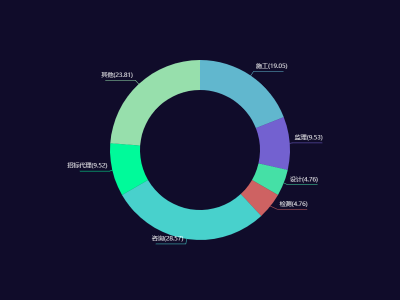 施工(19.05)
监理(9.53)
设计(4.76)
检测(4.76)
咨询(28.57)
招标代理(9.52)
其他(23.81)